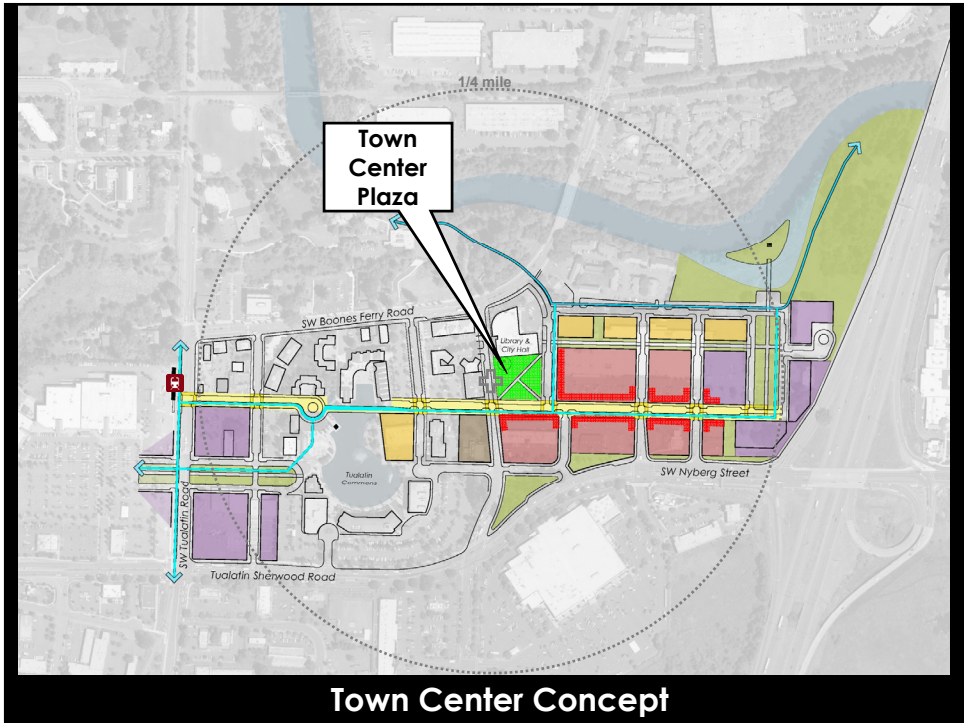 1/4 mile
Town
Center
Plaza
SW Boones Ferry Road
Library &
City Hall
Tualatin
Commons
SW Nyberg Street
SW Tualatin Road
Tualatin Sherwood Road
Town Center Concept